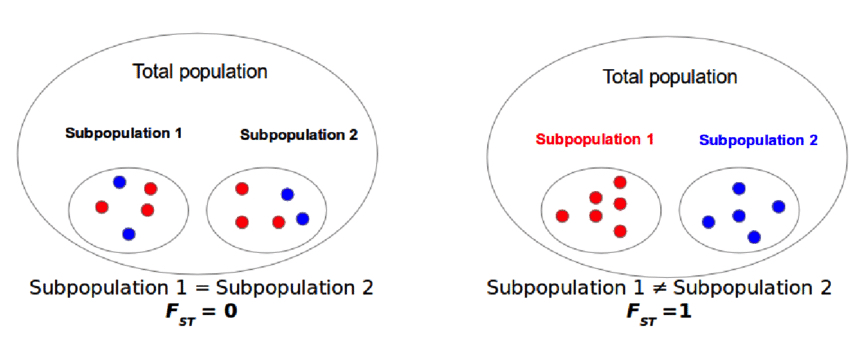 Total population
Subpopulation 1
Subpopulation 2
Subpopulation 1 = Subpopulation 2
FST = 0
Total population
Subpopulation 1
Subpopulation 2
Subpopulation 1 ≠ Subpopulation 2
FST =1